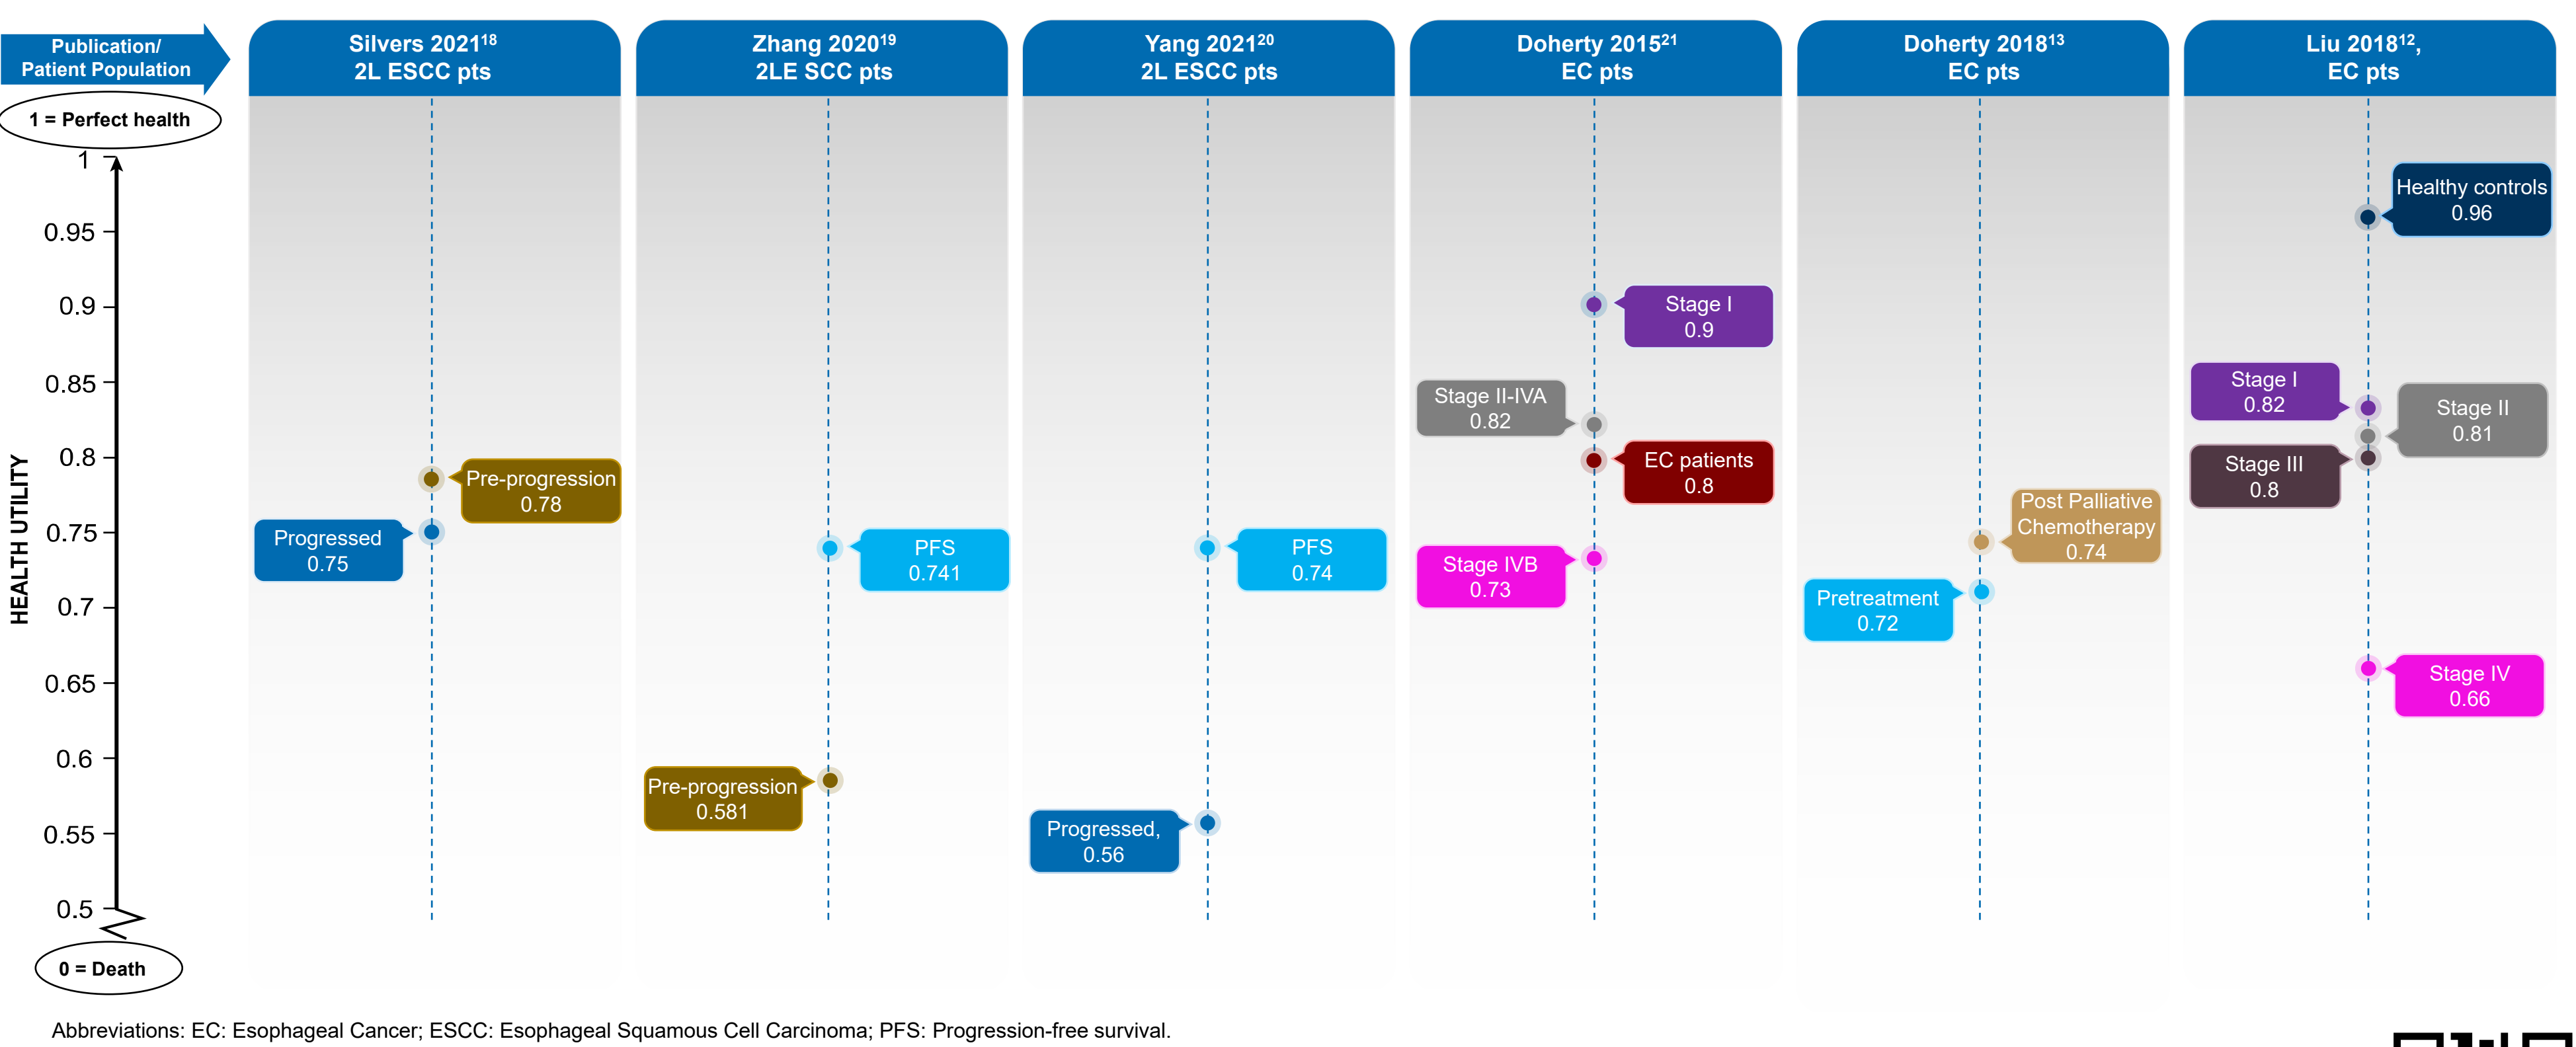 Publication/
Patient Population
Silvers 2021¹⁸
2L ESCC pts
Zhang 2020¹⁹
2LE SCC pts
Yang 2021²⁰
2L ESCC pts
Doherty 2015²¹
EC pts
Doherty 2018¹³
EC pts
Liu 2018¹²,
EC pts
1 = Perfect health
HEALTH UTILITY
1
0.95
0.9
0.85
0.8
0.75
0.7
0.65
0.6
0.55
0.5
0 = Death
Pre-progression
0.78
Progressed
0.75
PFS
0.741
Pre-progression
0.581
PFS
0.74
Progressed,
0.56
Stage I
0.9
Stage II-IVA
0.82
EC patients
0.8
Stage IVB
0.73
Post Palliative
Chemotherapy
0.74
Pretreatment
0.72
Healthy controls
0.96
Stage I
0.82
Stage II
0.81
Stage III
0.8
Stage IV
0.66
Abbreviations: EC: Esophageal Cancer; ESCC: Esophageal Squamous Cell Carcinoma; PFS: Progression-free survival.